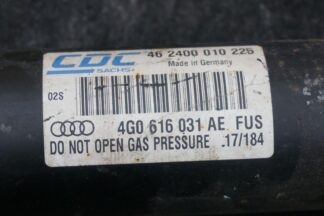 CDC 46 2400 010 225
SACHS Made in Germany
02S
4G0 616 031 AE FUS
DO NOT OPEN GAS PRESSURE .17/184